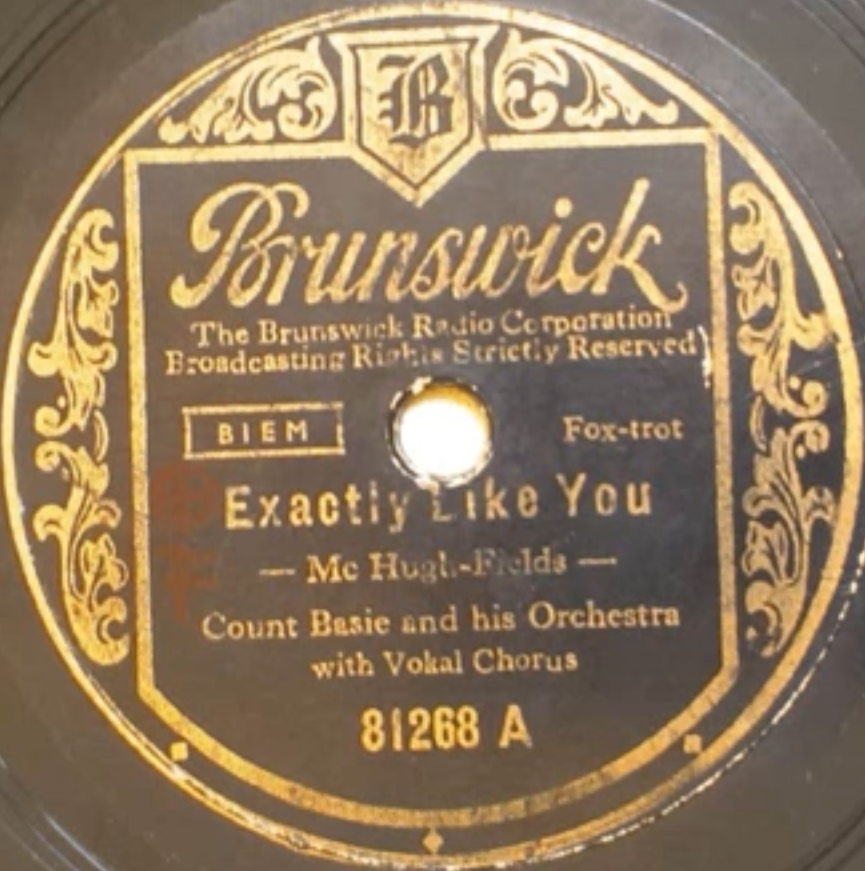 B
Brunswick
The Brunswick Radio Corporation
Broadcasting Rights Strictly Reserved
BIEM
Fox-trot
Exactly Like You
— Mc Hugh-Fields —
Count Basie and his Orchestra
with Vokal Chorus
81268 A